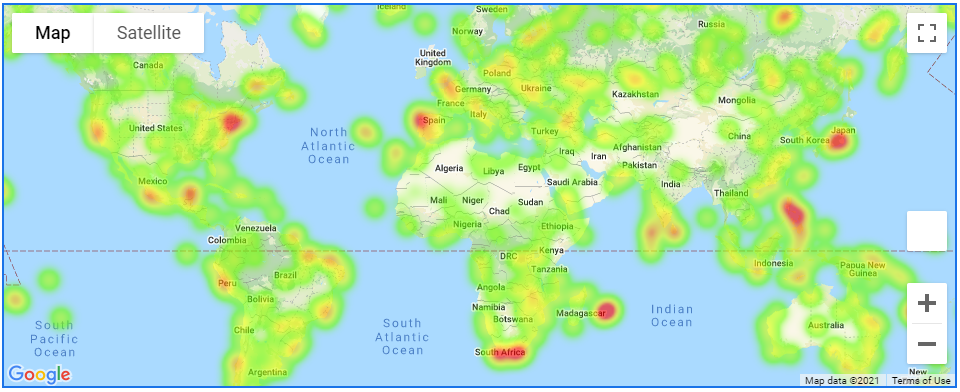 Iceland
Sweden
Russia
Map
Satellite
Norway
Canada
United
Kingdom
Poland
Germany
Ukraine
Kazakhstan
France
Mongolia
Italy
United States
Spain
North
Atlantic
Ocean
Turkey
China
South Korea
Japan
Iraq
Iran
Afghanistan
Algeria
Libya
Egypt
Pakistan
Mexico
Saudi Arabia
India
Thailand
Mali
Niger
Sudan
Chad
Venezuela
Nigeria
Ethiopia
Colombia
Kenya
DRC
Indonesia
Papua New
Guinea
Tanzania
Brazil
Peru
Angola
Bolivia
Namibia
Madagascar
Indian
Ocean
Botswana
South
Pacific
Ocean
South
Atlantic
Ocean
Chile
Australia
South Africa
Argentina
New
Google
Map data ©2021
Terms of Use